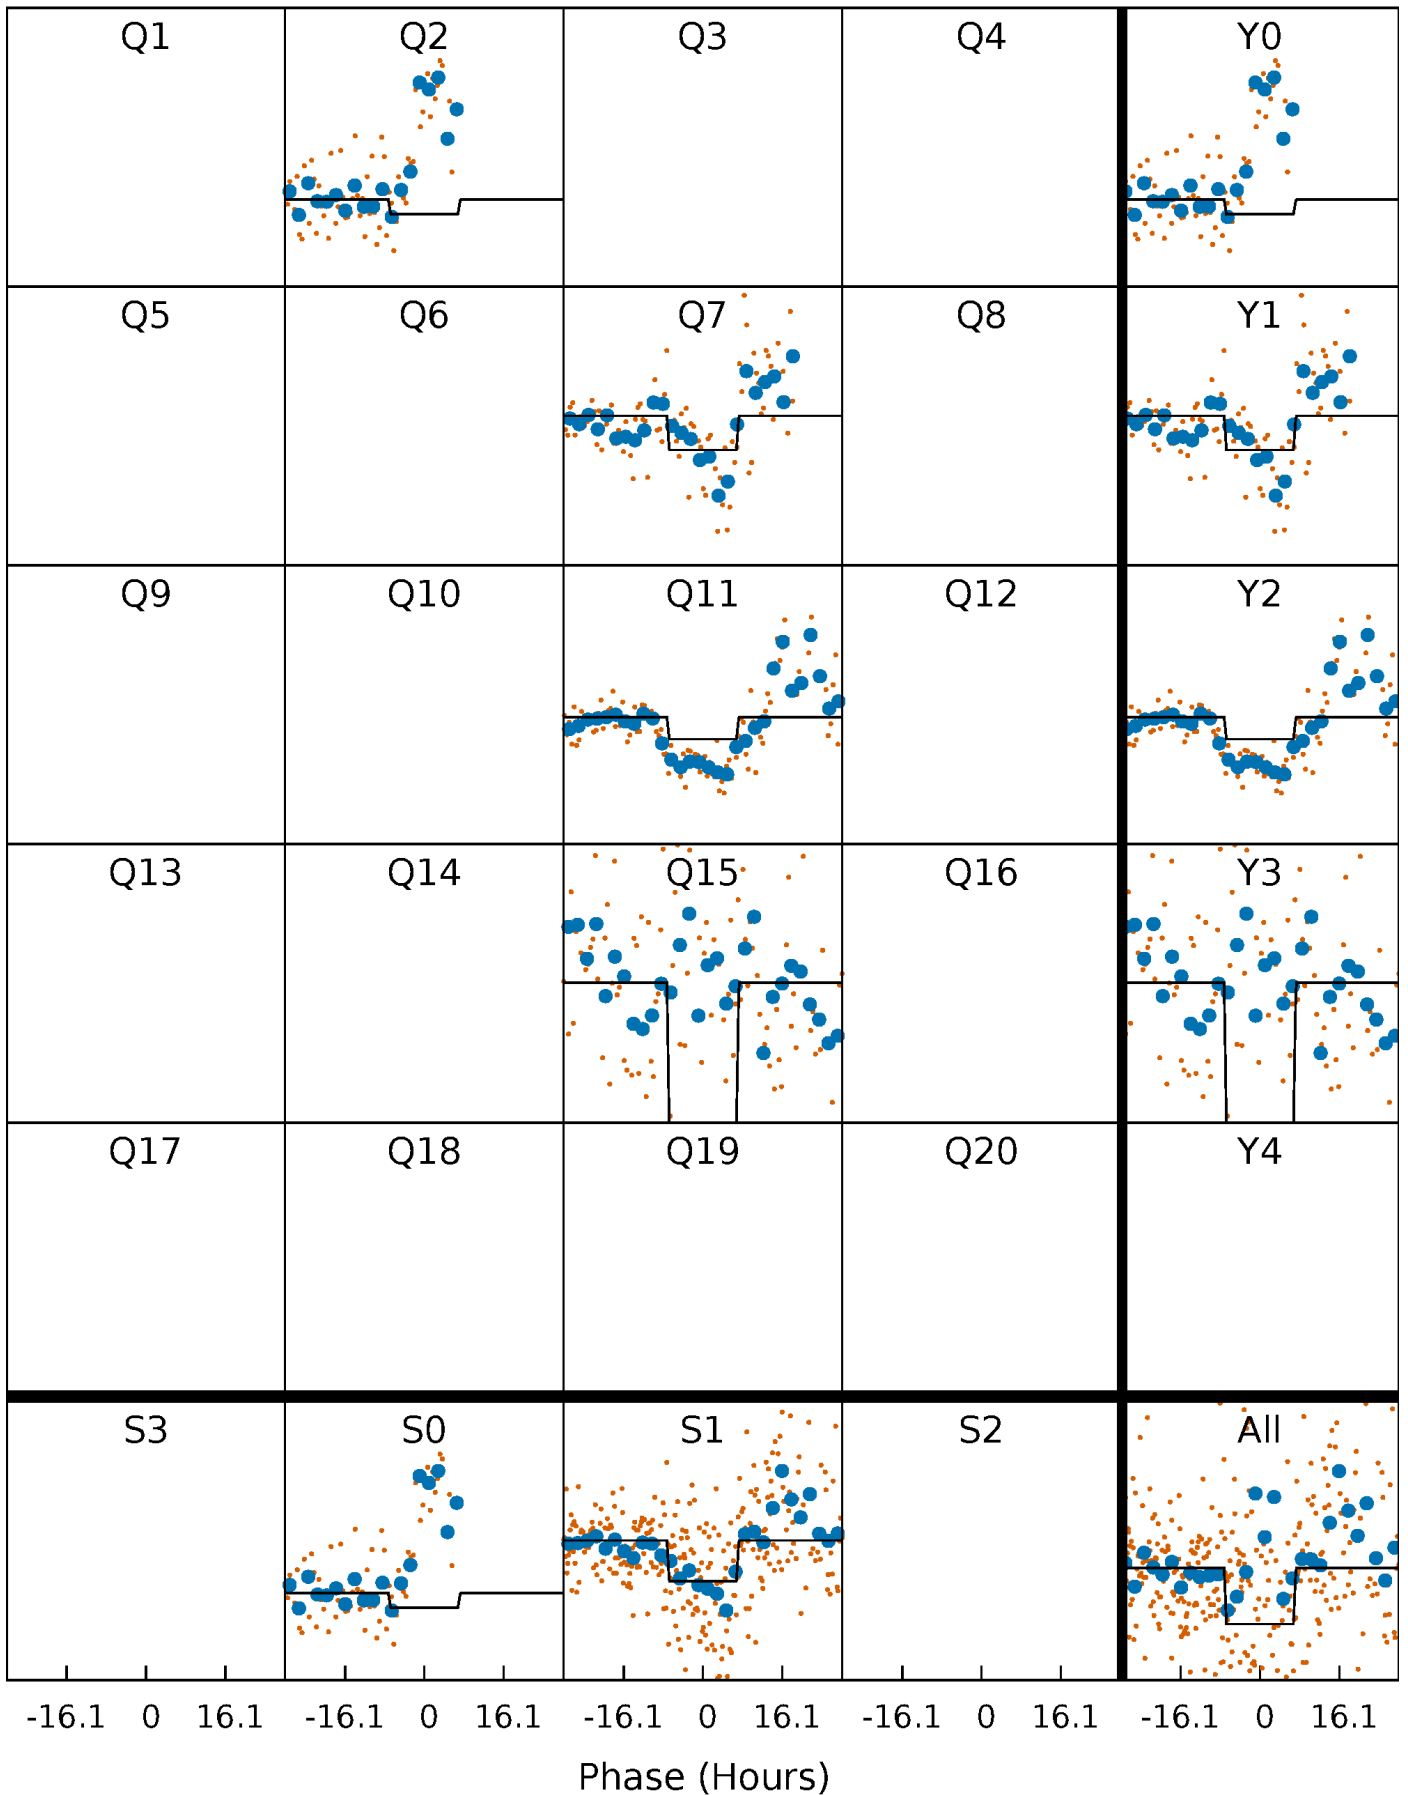 Q1 Q2 Q3 Q4 Y0
Q5 Q6 Q7 Q8 Y1
Q9 Q10 Q11 Q12 Y2
Q13 Q14 Q15 Q16 Y3
Q17 Q18 Q19 Q20 Y4
S3 S0 S1 S2 All
-16.1 0 16.1 -16.1 0 16.1 -16.1 0 16.1 -16.1 0 16.1 -16.1 0 16.1
Phase (Hours)